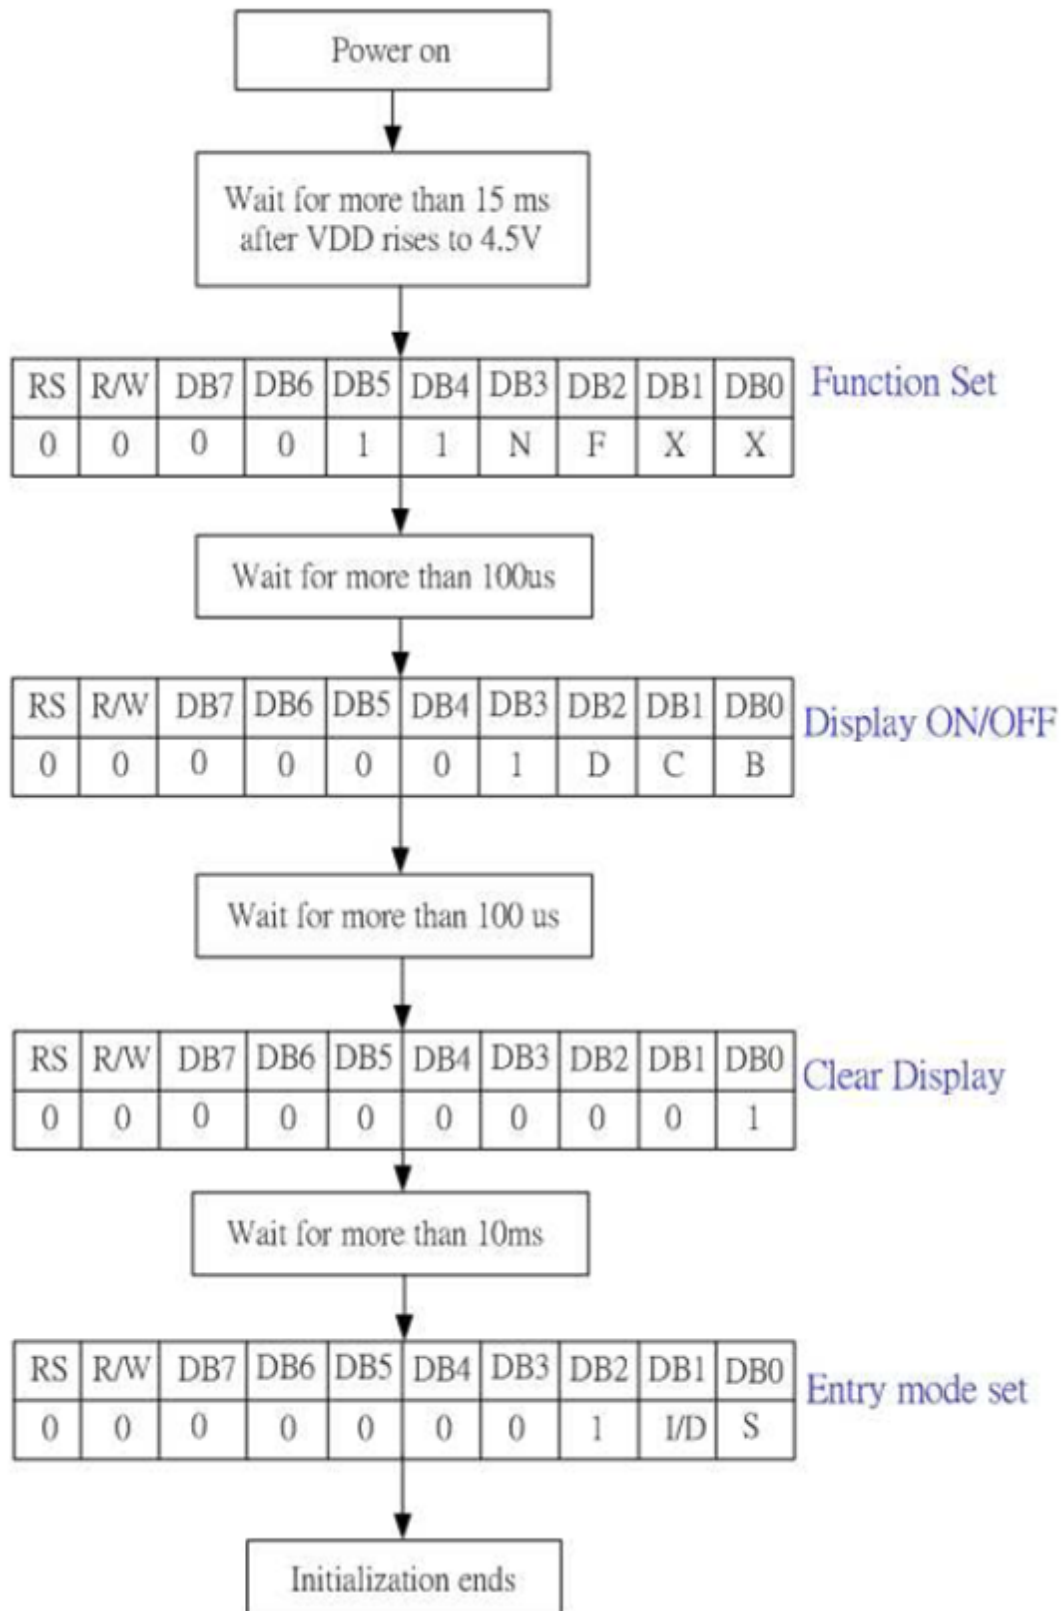 Power on
Wait for more than 15 ms
after VDD rises to 4.5V
RS R/W DB7 DB6 DB5 DB4 DB3 DB2 DB1 DB0 Function Set
0 0 0 0 1 1 N F X X
Wait for more than 100us
RS R/W DB7 DB6 DB5 DB4 DB3 DB2 DB1 DB0 Display ON/OFF
0 0 0 0 0 0 1 D C B
Wait for more than 100 us
RS R/W DB7 DB6 DB5 DB4 DB3 DB2 DB1 DB0 Clear Display
0 0 0 0 0 0 0 0 0 1
Wait for more than 10ms
RS R/W DB7 DB6 DB5 DB4 DB3 DB2 DB1 DB0 Entry mode set
0 0 0 0 0 0 0 1 I/D S
Initialization ends